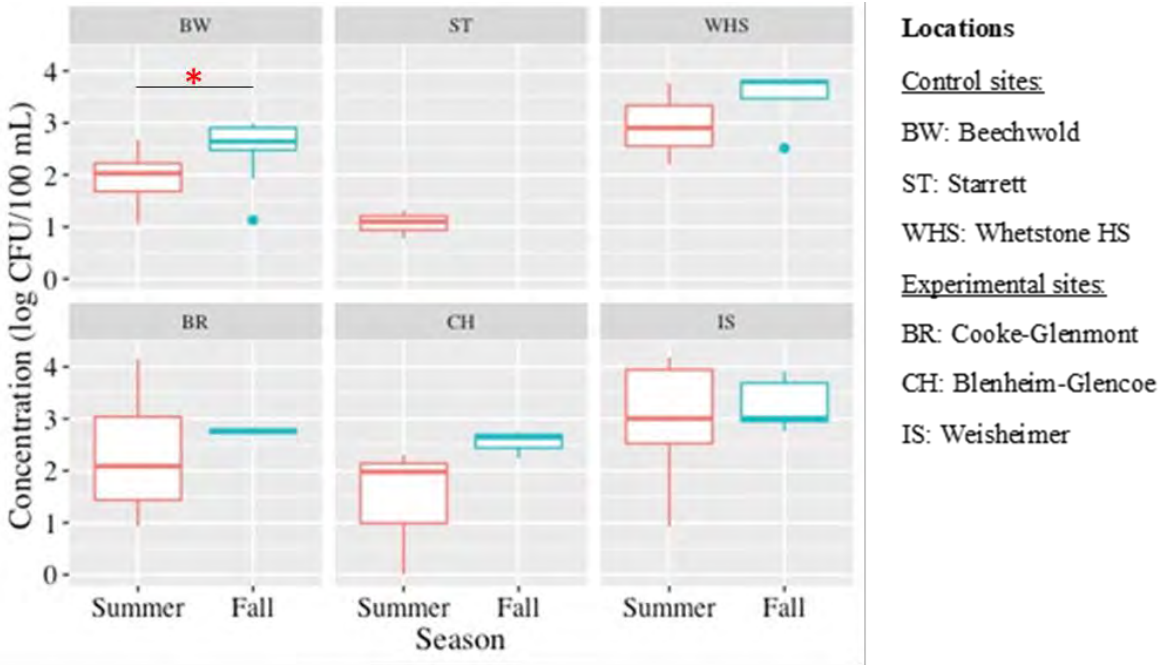 BW ST WHS
*
4
3
2
1
0
BR CH IS
4
3
2
1
0
Concentration (log CFU/100 mL)
Summer Fall Summer Fall Summer Fall
Season
Locations
Control sites:
BW: Beechwold
ST: Starrett
WHS: Whetstone HS
Experimental sites:
BR: Cooke-Glenmont
CH: Blenheim-Glencoe
IS: Weisheimer